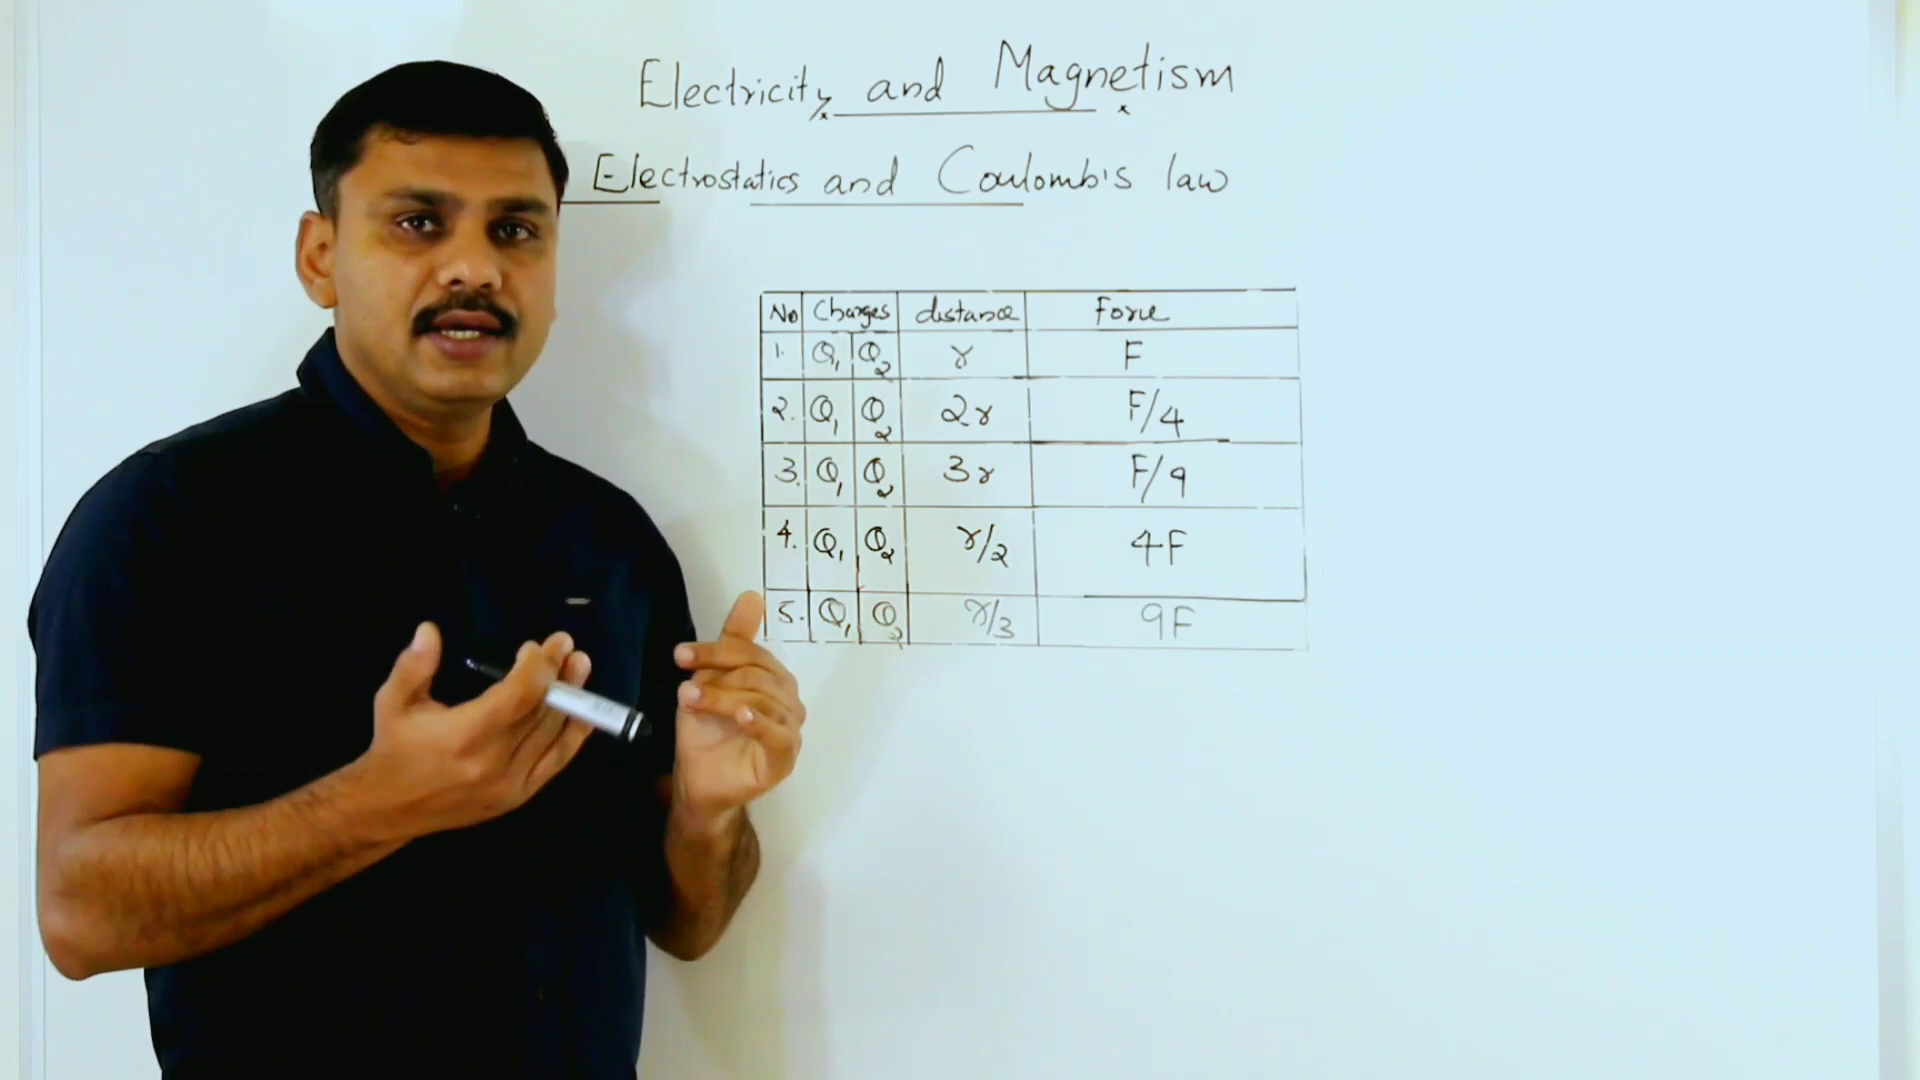 Electricity and Magnetism
Electrostatics and Coulomb's law
No Charges distance Force
1. Q₁ Q₂ r F
2. Q₁ Q₂ 2r F/4
3. Q₁ Q₂ 3r F/9
4. Q₁ Q₂ r/2 4F
5. Q₁ Q₂ r/3 9F